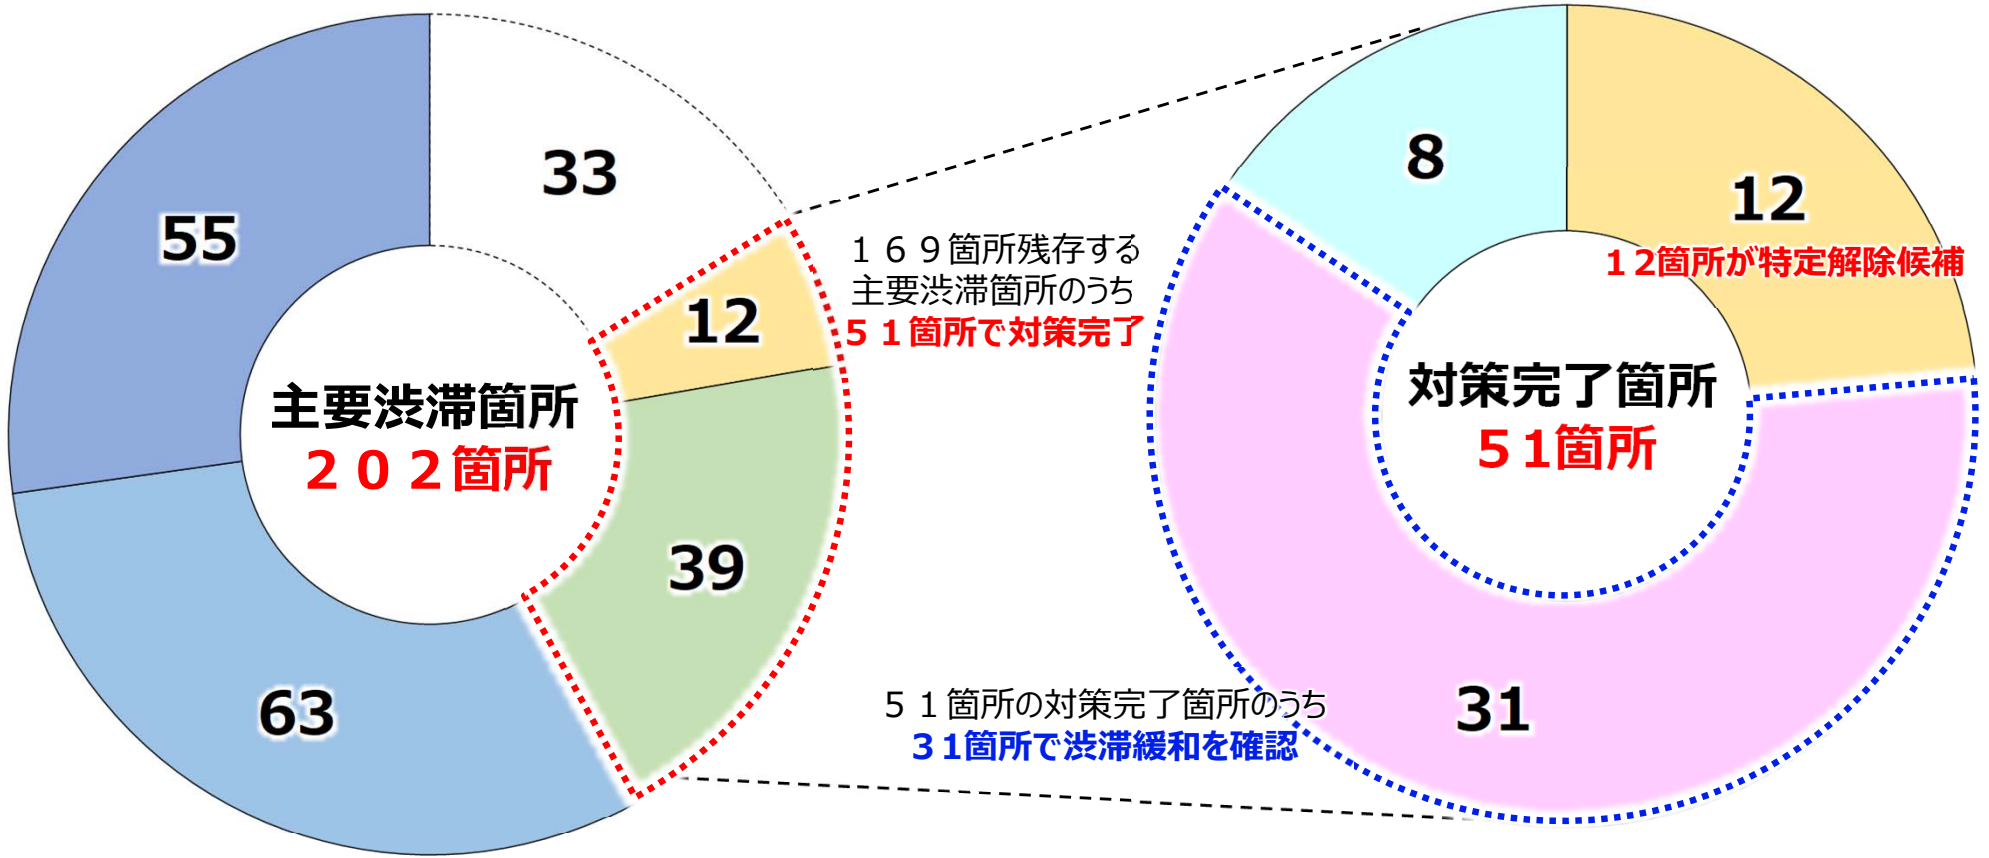 33
55
12
39
63
主要渋滞箇所
２０２箇所
１６９箇所残存する
主要渋滞箇所のうち
５１箇所で対策完了
８
12
12箇所が特定解除候補
対策完了箇所
５１箇所
31
５１箇所の対策完了箇所のうち
３１箇所で渋滞緩和を確認